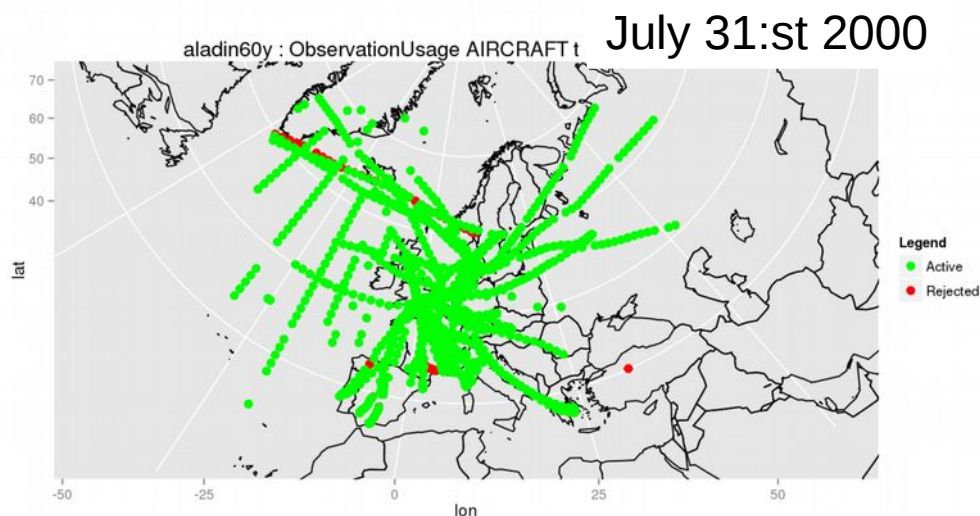 July 31:st 2000
aladin60y : ObservationUsage AIRCRAFT t
70
60
50
40
lat
-50
-25
0
25
50
lon
Legend
Active
Rejected